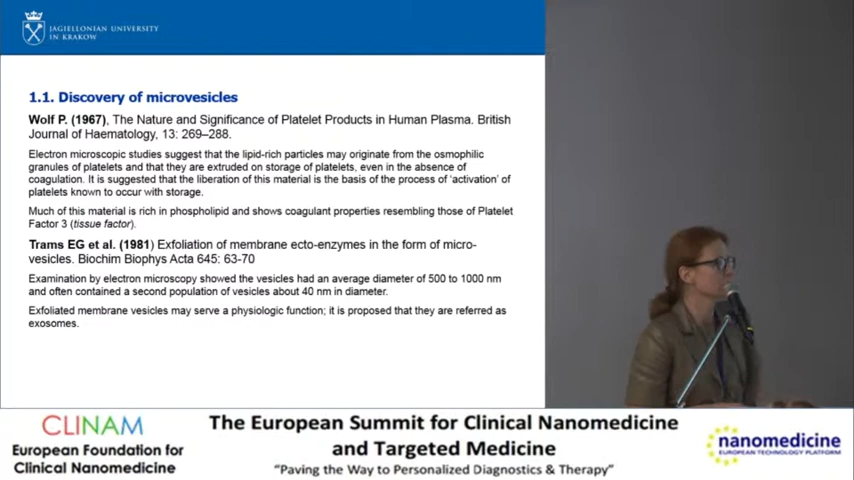 JAGIELLONIAN UNIVERSITY
IN KRAKOW
1.1. Discovery of microvesicles
Wolf P. (1967), The Nature and Significance of Platelet Products in Human Plasma. British
Journal of Haematology, 13: 269–288.
Electron microscopic studies suggest that the lipid-rich particles may originate from the osmophilic
granules of platelets and that they are extruded on storage of platelets, even in the absence of
coagulation. It is suggested that the liberation of this material is the basis of the process of 'activation' of
platelets known to occur with storage.
Much of this material is rich in phospholipid and shows coagulant properties resembling those of Platelet
Factor 3 (tissue factor).
Trams EG et al. (1981) Exfoliation of membrane ecto-enzymes in the form of micro-
vesicles. Biochim Biophys Acta 645: 63-70
Examination by electron microscopy showed the vesicles had an average diameter of 500 to 1000 nm
and often contained a second population of vesicles about 40 nm in diameter.
Exfoliated membrane vesicles may serve a physiologic function; it is proposed that they are referred as
exosomes.
CLINAM
European Foundation for
Clinical Nanomedicine
The European Summit for Clinical Nanomedicine
and Targeted Medicine
"Paving the Way to Personalized Diagnostics & Therapy"
nanomedicine
EUROPEAN TECHNOLOGY PLATFORM